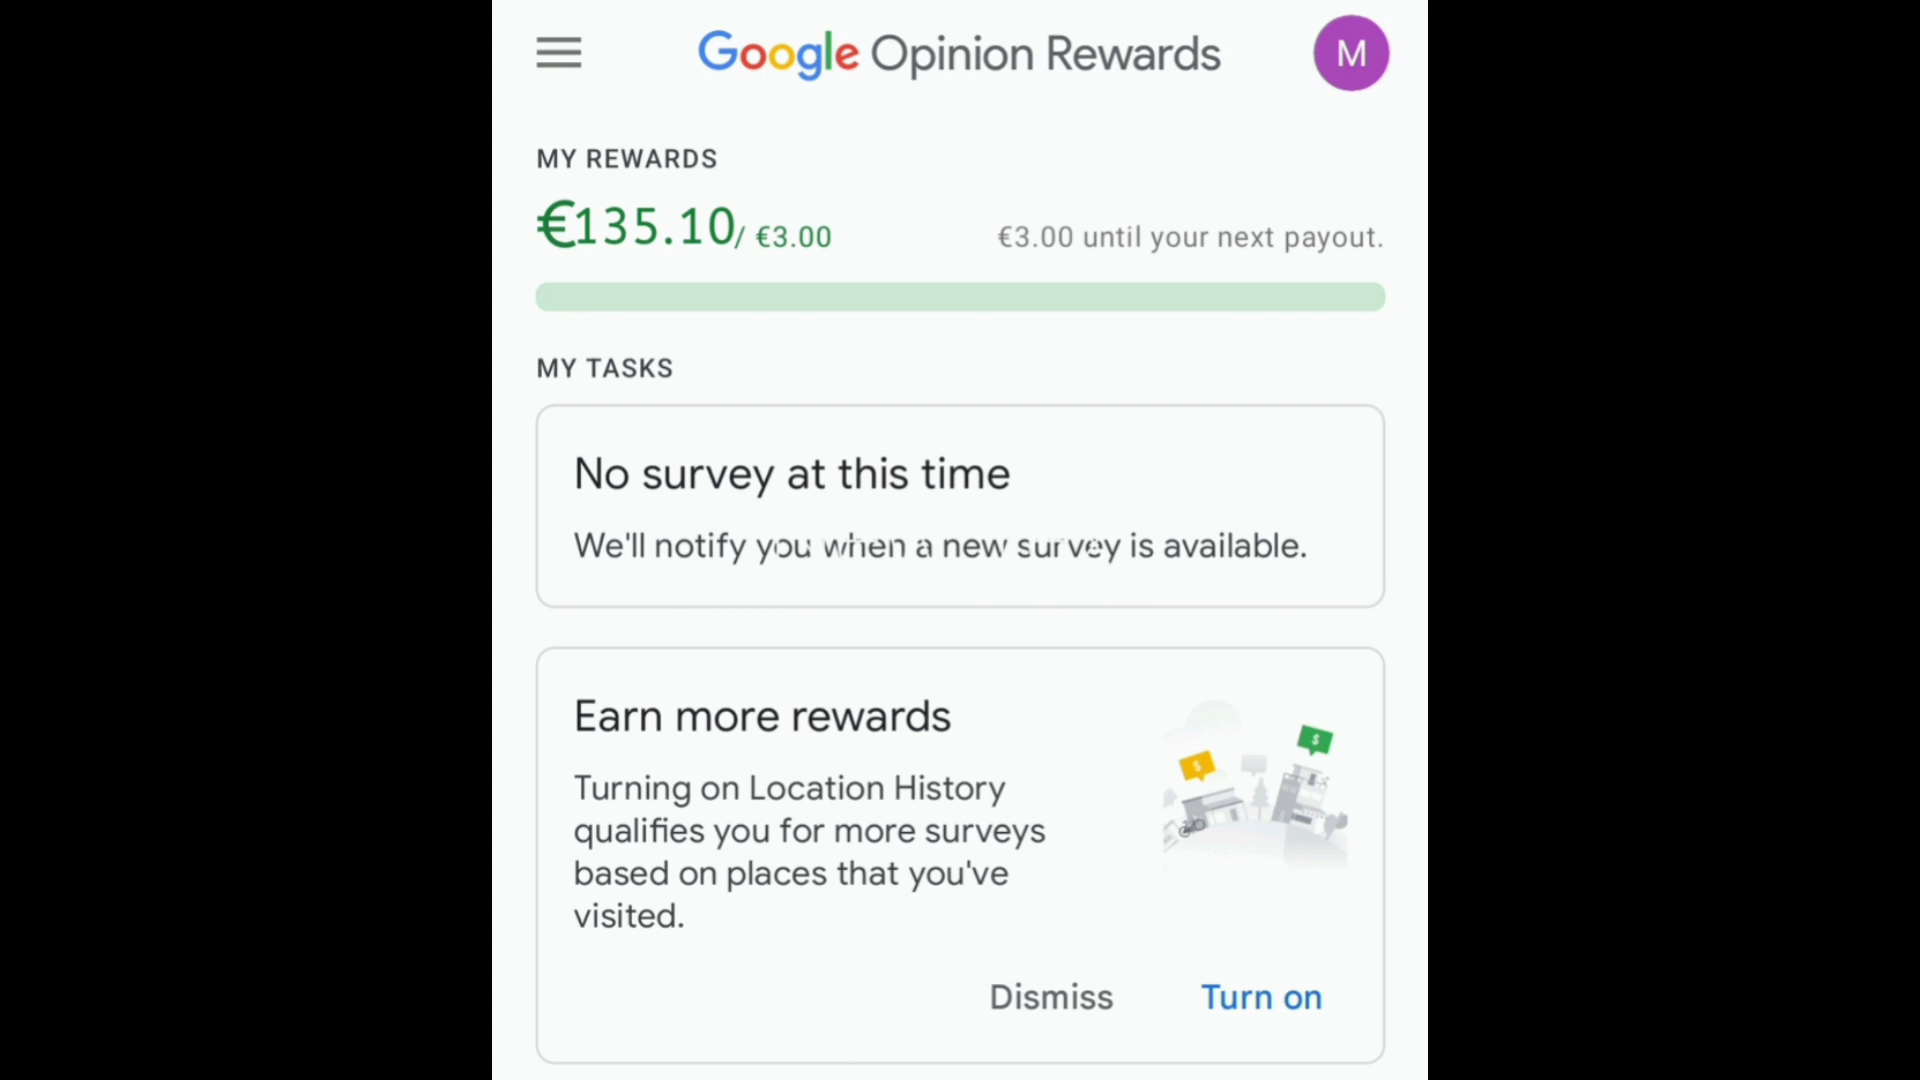 Google Opinion Rewards
M
MY REWARDS
€135.10/ €3.00
€3.00 until your next payout.
MY TASKS
No survey at this time
We'll notify you when a new survey is available.
Earn more rewards
Turning on Location History
qualifies you for more surveys
based on places that you've
visited.
$
$
Dismiss
Turn on